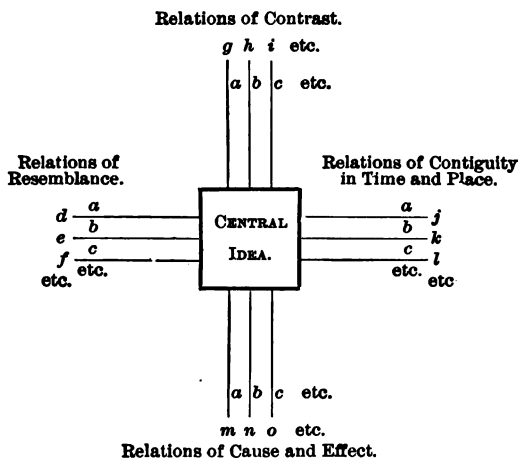 Relations of Contrast.
g h i etc.
a b c etc.
Relations of
Resemblance.
Relations of Contiguity
in Time and Place.
d a
e b
f c
etc. etc.
CENTRAL
IDEA.
a j
b k
c l
etc. etc
a b c etc.
m n o etc.
Relations of Cause and Effect.